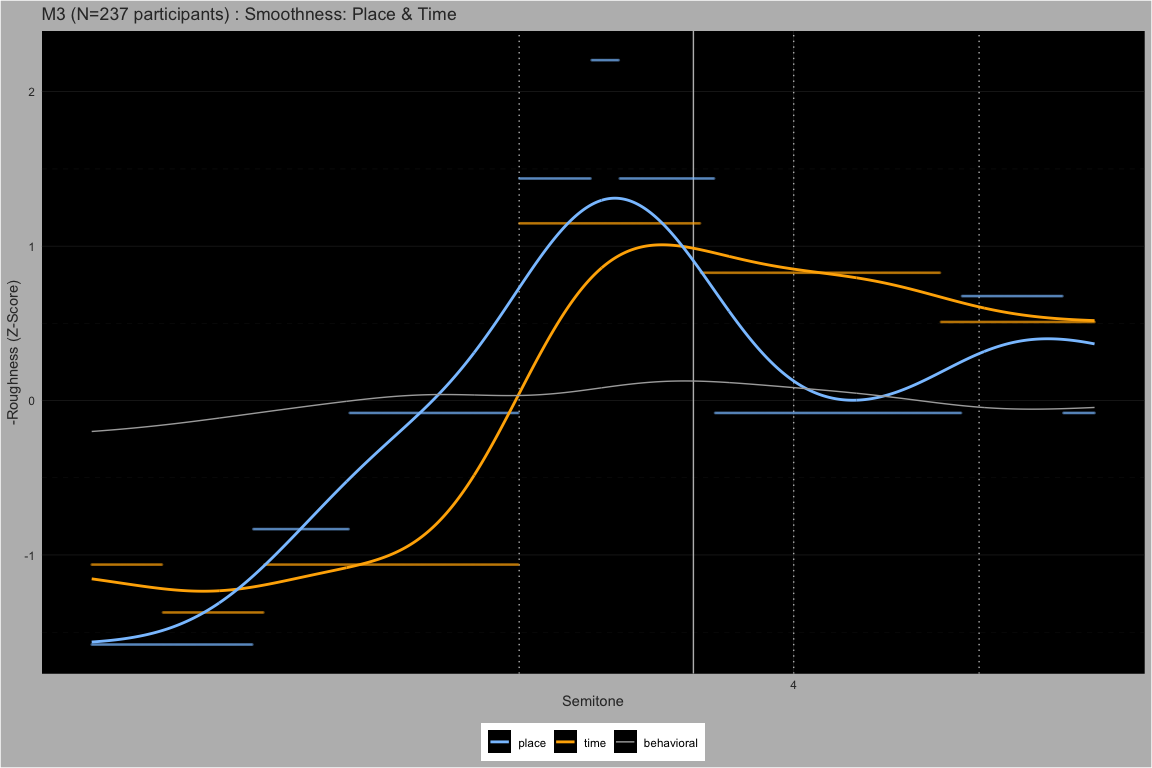 M3 (N=237 participants) : Smoothness: Place & Time
-Roughness (Z-Score)
2
1
0
-1
4
Semitone
place time behavioral